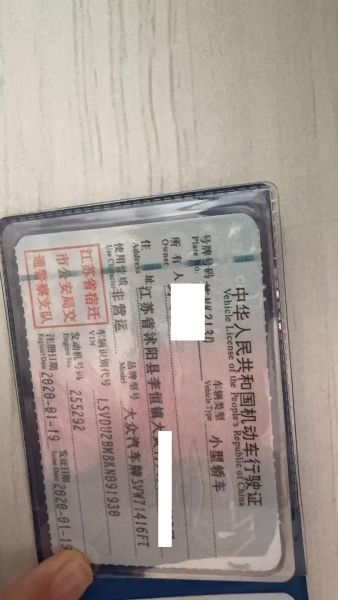 中华人民共和国机动车行驶证
Vehicle License of the People's Republic of China
号牌号码 NW313D 车辆类型 小型轿车
Plate No. Vehicle Type
所有人
Owner
住址 江苏省沭阳县李恒镇大
Address
使用性质 非营运 品牌型号 大众汽车牌SVW71416FT
Use Character Model
江苏省宿迁
市公安局交
通警察支队
车辆识别代号 LSVDU2BM8KN091930
VIN
发动机号码 255292
Engine No.
注册日期 2020-01-19 发证日期 2020-01-19
Register Date Issue Date